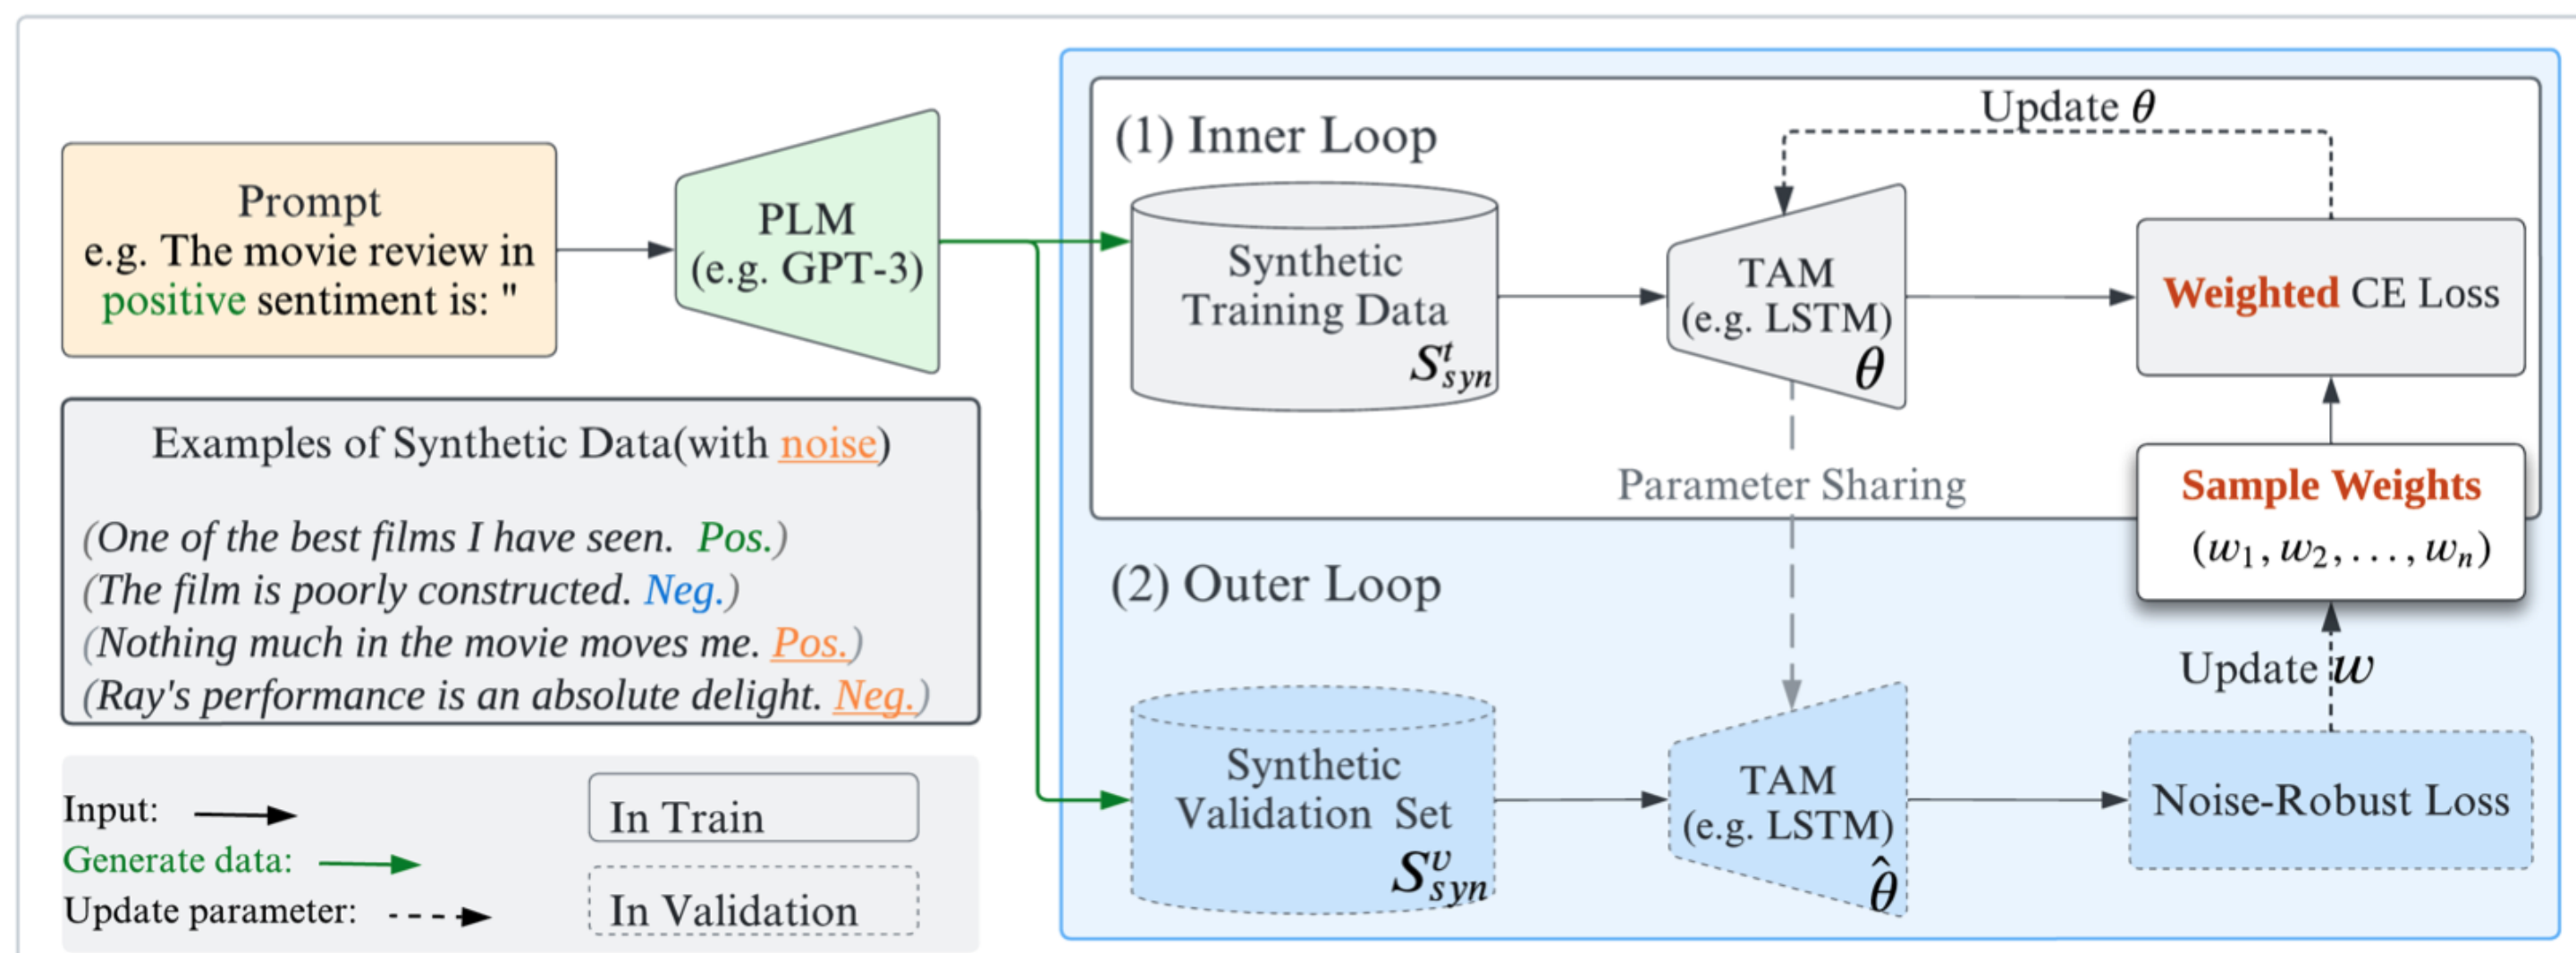 Prompt
e.g. The movie review in
positive sentiment is: "
PLM
(e.g. GPT-3)
Examples of Synthetic Data(with noise)
(One of the best films I have seen. Pos.)
(The film is poorly constructed. Neg.)
(Nothing much in the movie moves me. Pos.)
(Ray's performance is an absolute delight. Neg.)
Input:
Generate data:
Update parameter:
In Train
In Validation
(1) Inner Loop
Update θ
Synthetic
Training Data
S^t_syn
TAM
(e.g. LSTM)
θ
Weighted CE Loss
Parameter Sharing
Sample Weights
(w₁, w₂, . . . , wₙ)
(2) Outer Loop
Update w
Synthetic
Validation Set
S^v_syn
TAM
(e.g. LSTM)
θ̂
Noise-Robust Loss